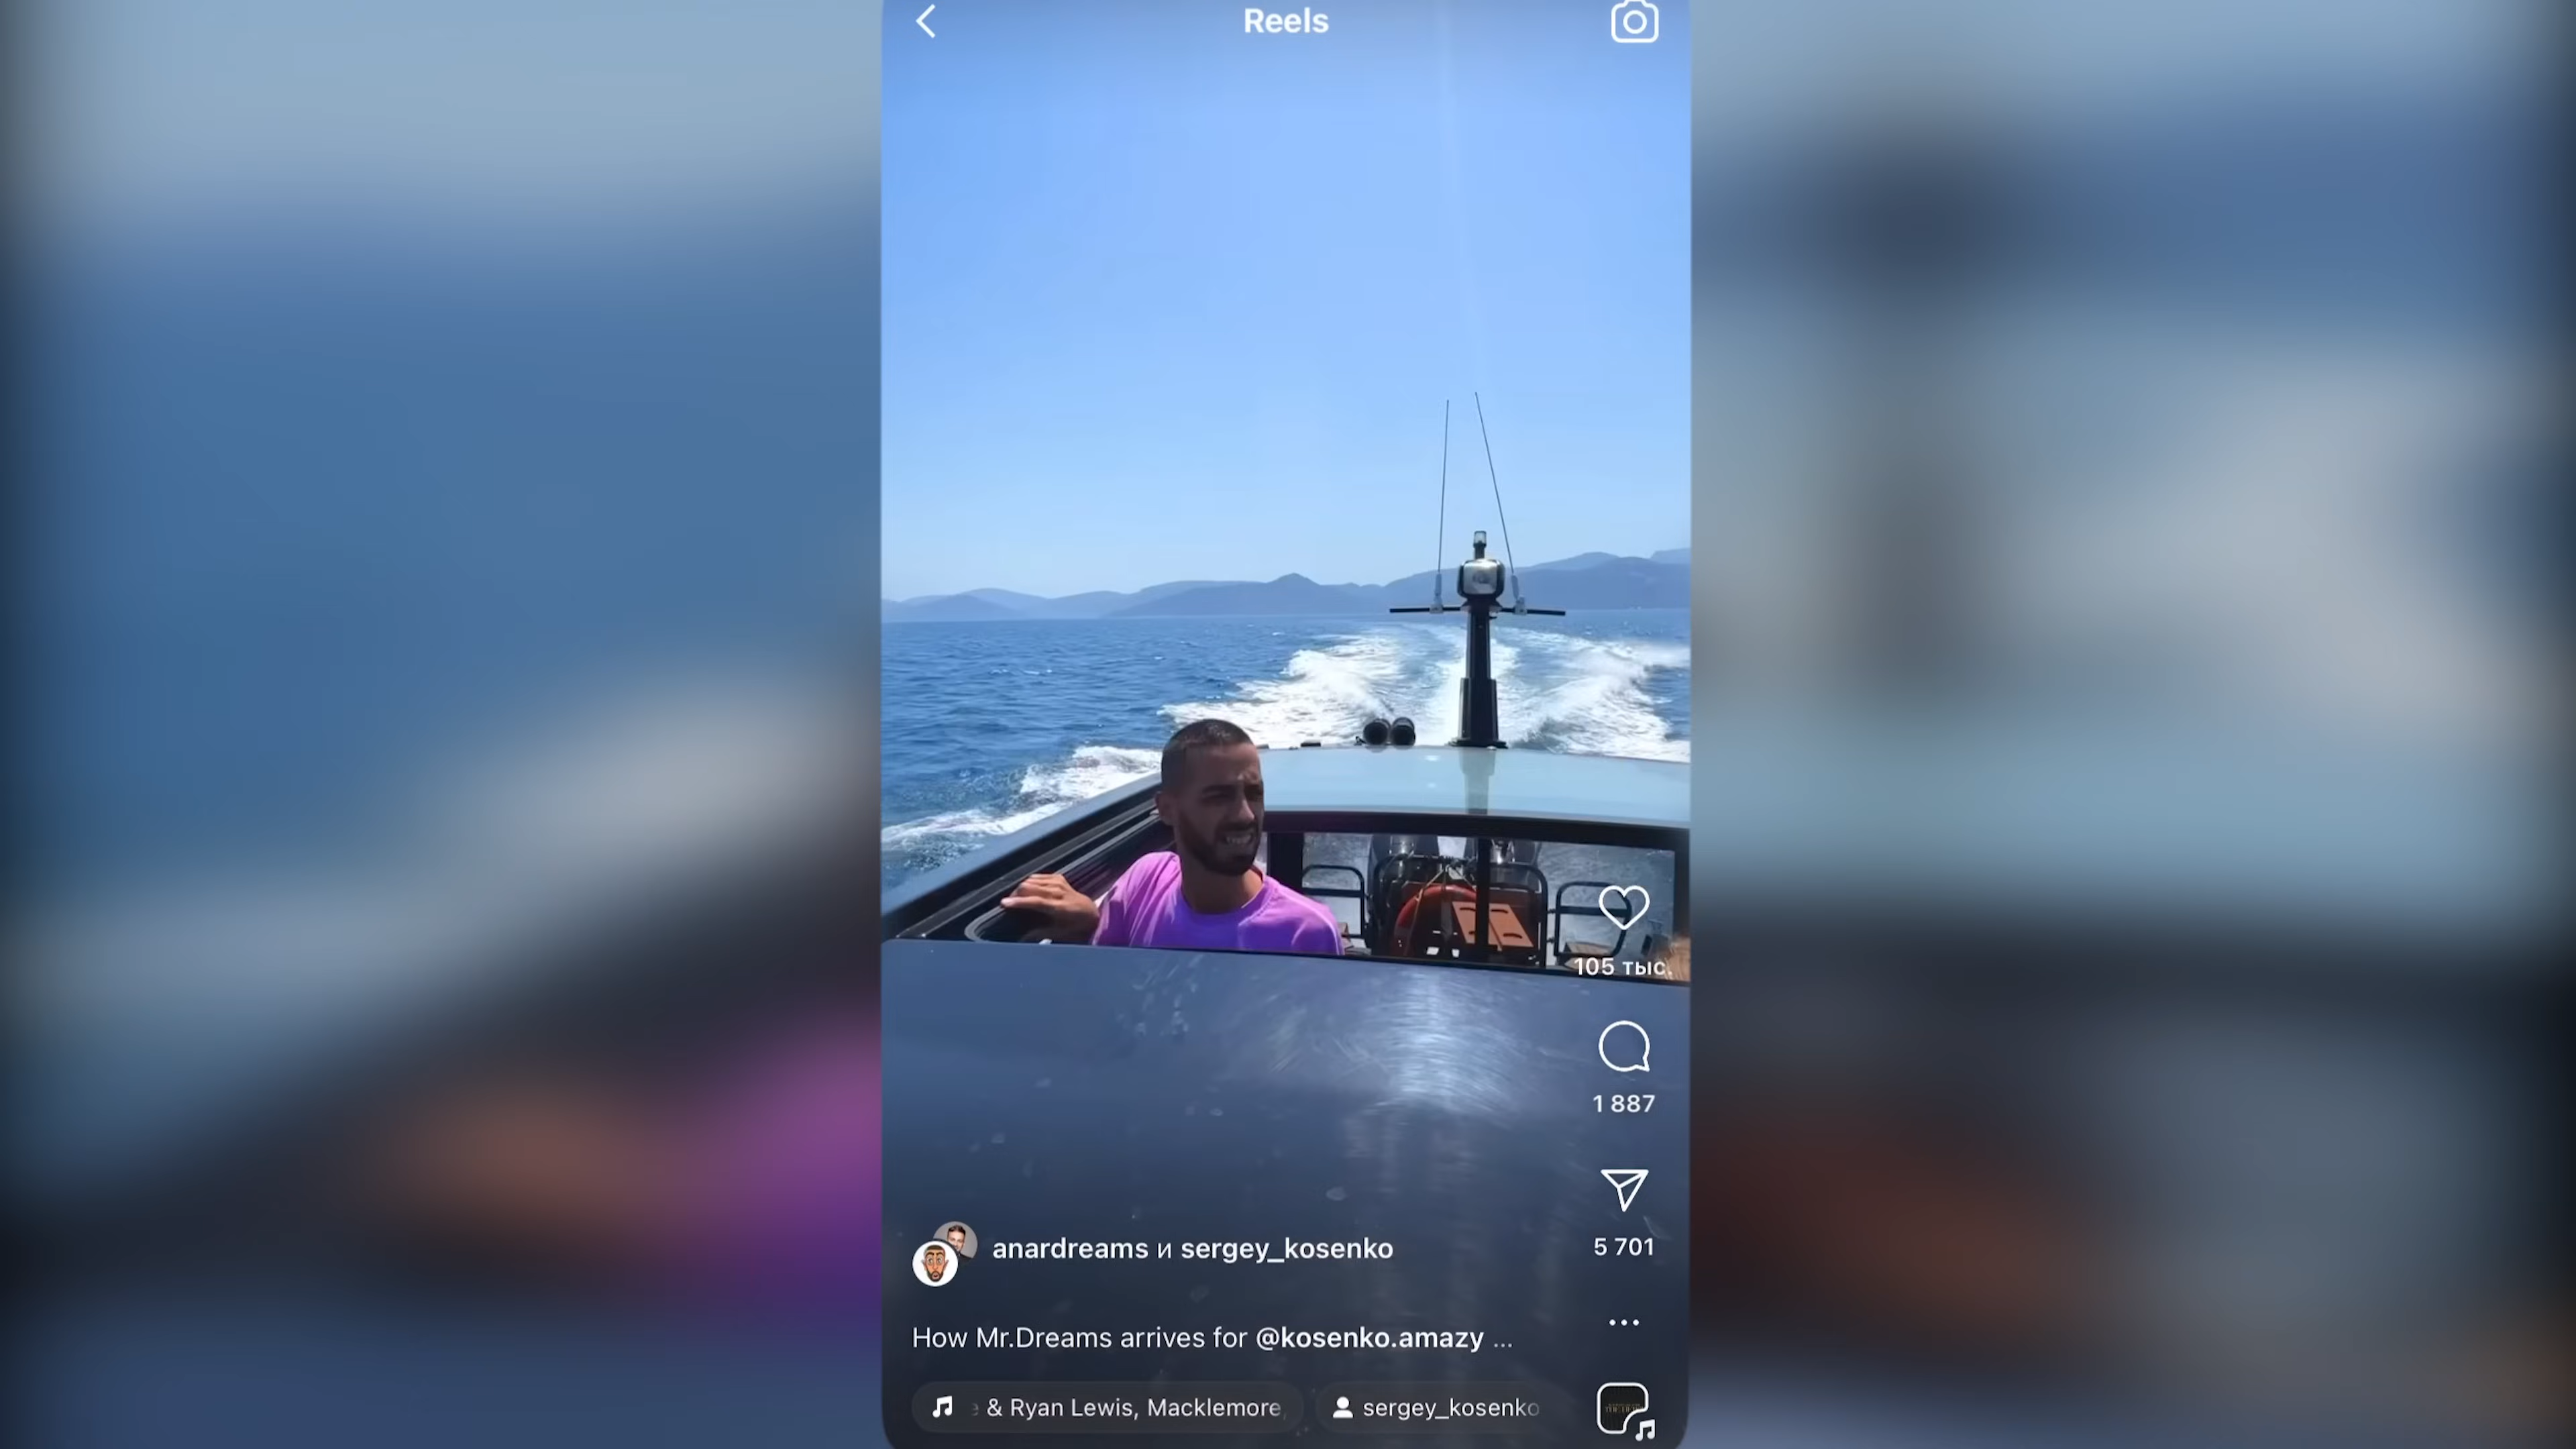 Reels
105 тыс.
1 887
5 701
anardreams и sergey_kosenko
How Mr.Dreams arrives for @kosenko.amazy ...
& Ryan Lewis, Macklemore,
sergey_kosenko